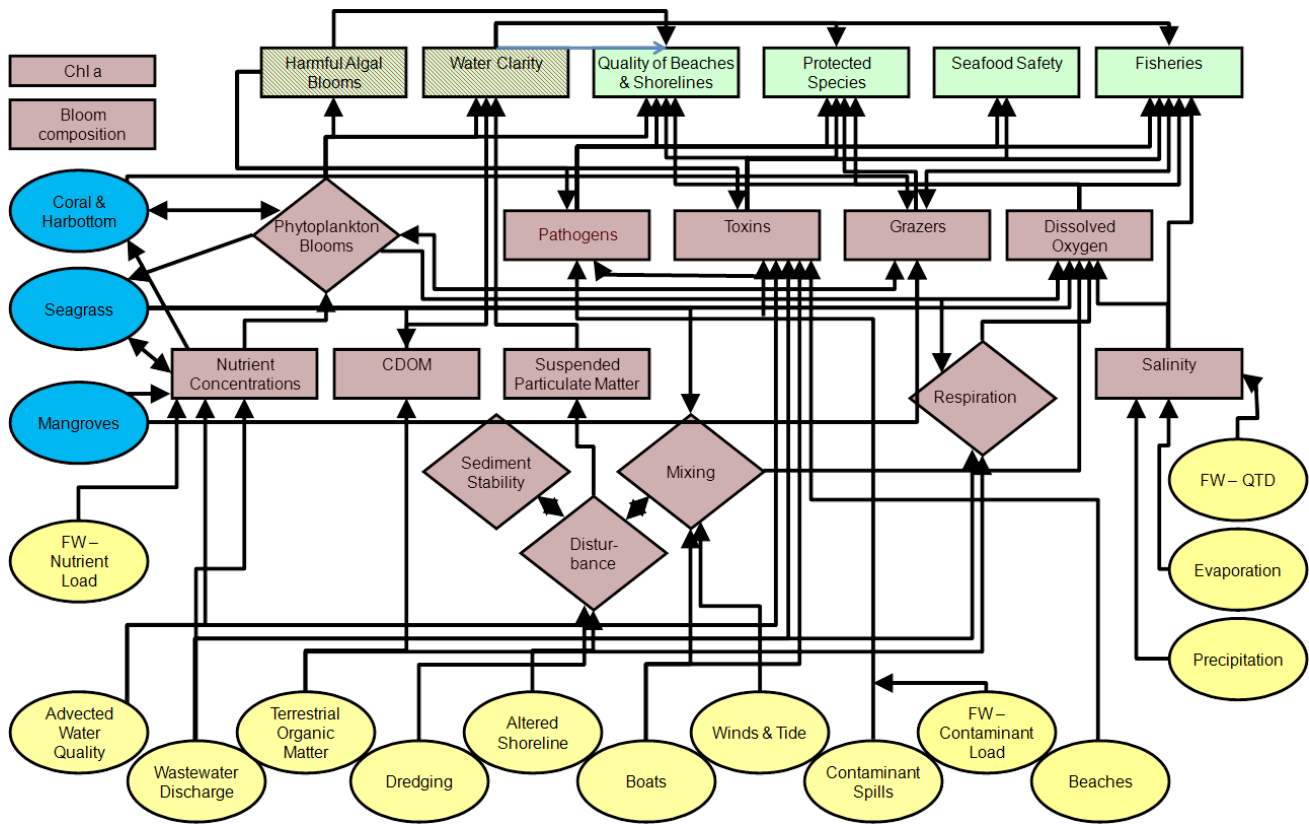 Harmful Algal
Blooms
Water Clarity
Quality of Beaches
& Shorelines
Protected
Species
Seafood Safety
Fisheries
Chl a
Bloom
composition
Coral &
Harbottom
Phytoplankton
Blooms
Pathogens
Toxins
Grazers
Dissolved
Oxygen
Seagrass
Nutrient
Concentrations
CDOM
Suspended
Particulate Matter
Respiration
Salinity
Mangroves
Sediment
Stability
Mixing
FW – QTD
FW –
Nutrient
Load
Distur-
bance
Evaporation
Precipitation
Advected
Water
Quality
Wastewater
Discharge
Terrestrial
Organic
Matter
Dredging
Altered
Shoreline
Boats
Winds & Tide
Contaminant
Spills
FW –
Contaminant
Load
Beaches